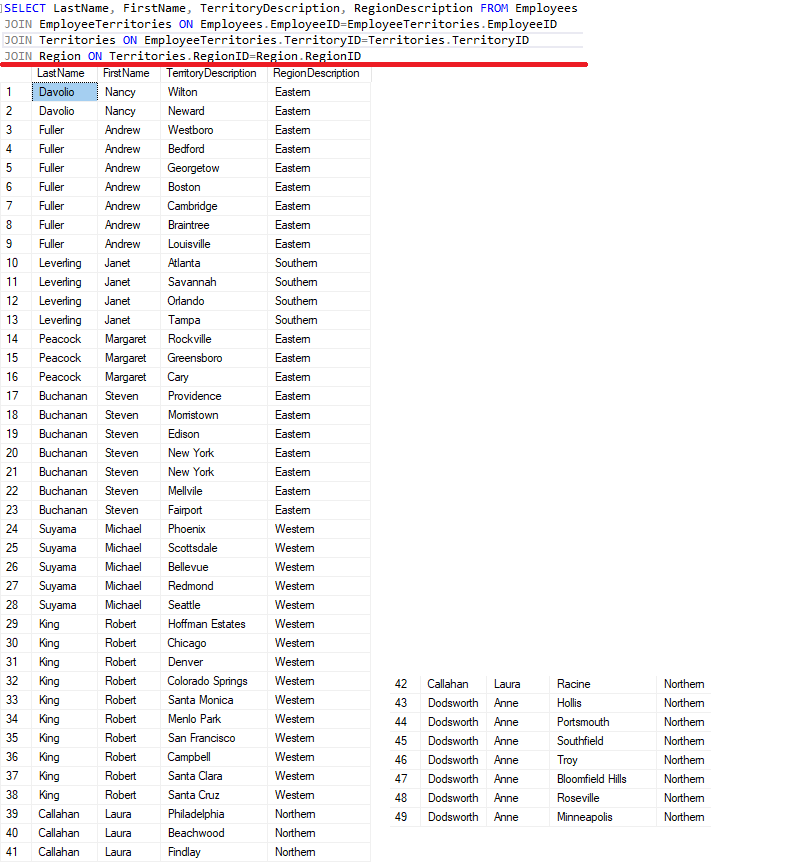 SELECT LastName, FirstName, TerritoryDescription, RegionDescription FROM Employees
JOIN EmployeeTerritories ON Employees.EmployeeID=EmployeeTerritories.EmployeeID
JOIN Territories ON EmployeeTerritories.TerritoryID=Territories.TerritoryID
JOIN Region ON Territories.RegionID=Region.RegionID
LastName FirstName TerritoryDescription RegionDescription
1 Davolio Nancy Wilton Eastern
2 Davolio Nancy Neward Eastern
3 Fuller Andrew Westboro Eastern
4 Fuller Andrew Bedford Eastern
5 Fuller Andrew Georgetow Eastern
6 Fuller Andrew Boston Eastern
7 Fuller Andrew Cambridge Eastern
8 Fuller Andrew Braintree Eastern
9 Fuller Andrew Louisville Eastern
10 Leverling Janet Atlanta Southern
11 Leverling Janet Savannah Southern
12 Leverling Janet Orlando Southern
13 Leverling Janet Tampa Southern
14 Peacock Margaret Rockville Eastern
15 Peacock Margaret Greensboro Eastern
16 Peacock Margaret Cary Eastern
17 Buchanan Steven Providence Eastern
18 Buchanan Steven Morristown Eastern
19 Buchanan Steven Edison Eastern
20 Buchanan Steven New York Eastern
21 Buchanan Steven New York Eastern
22 Buchanan Steven Mellvile Eastern
23 Buchanan Steven Fairport Eastern
24 Suyama Michael Phoenix Western
25 Suyama Michael Scottsdale Western
26 Suyama Michael Bellevue Western
27 Suyama Michael Redmond Western
28 Suyama Michael Seattle Western
29 King Robert Hoffman Estates Western
30 King Robert Chicago Western
31 King Robert Denver Western
32 King Robert Colorado Springs Western
33 King Robert Santa Monica Western
34 King Robert Menlo Park Western
35 King Robert San Francisco Western
36 King Robert Campbell Western
37 King Robert Santa Clara Western
38 King Robert Santa Cruz Western
39 Callahan Laura Philadelphia Northern
40 Callahan Laura Beachwood Northern
41 Callahan Laura Findlay Northern
42 Callahan Laura Racine Northern
43 Dodsworth Anne Hollis Northern
44 Dodsworth Anne Portsmouth Northern
45 Dodsworth Anne Southfield Northern
46 Dodsworth Anne Troy Northern
47 Dodsworth Anne Bloomfield Hills Northern
48 Dodsworth Anne Roseville Northern
49 Dodsworth Anne Minneapolis Northern